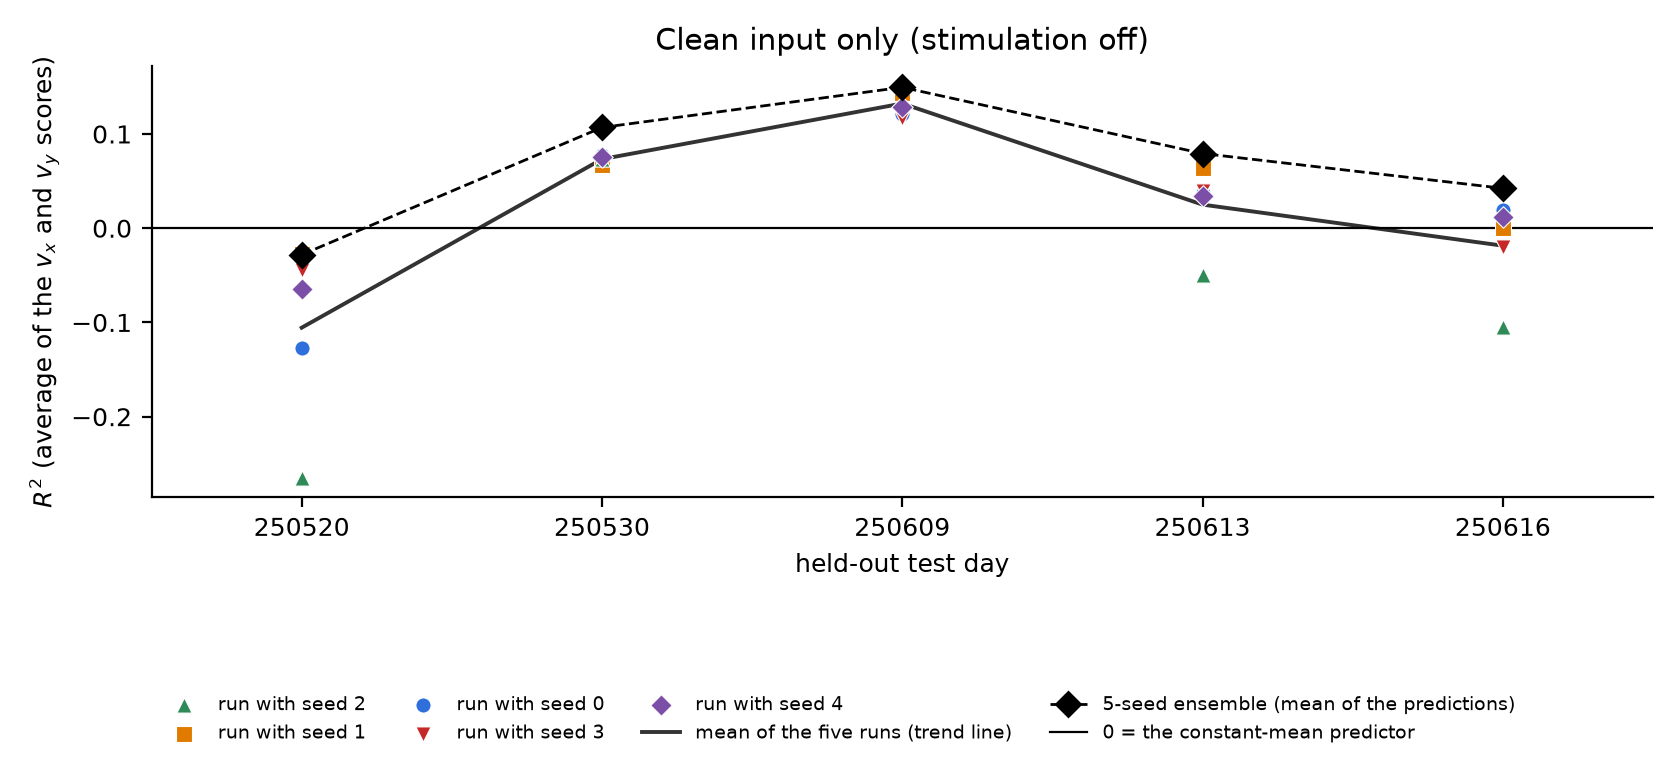 Clean input only (stimulation off)
R² (average of the vₓ and v_y scores)
0.1
0.0
−0.1
−0.2
250520 250530 250609 250613 250616
held-out test day
run with seed 2 run with seed 0 run with seed 4 5-seed ensemble (mean of the predictions)
run with seed 1 run with seed 3 mean of the five runs (trend line) 0 = the constant-mean predictor